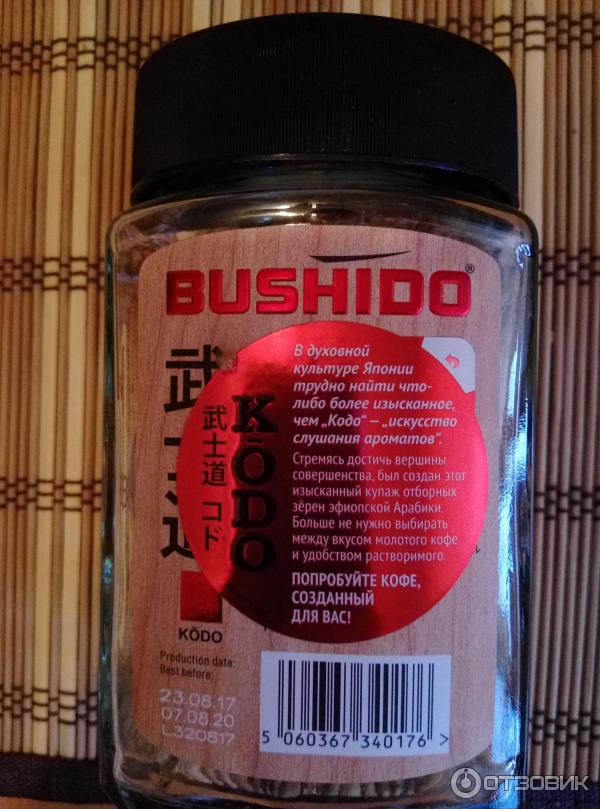 BUSHIDO®
武士道
武士道 コド
KŌDO
В духовной
культуре Японии
трудно найти что-
либо более изысканное,
чем „Кодо“ — „искусство
слушания ароматов“.
Стремясь достичь вершины
совершенства, был создан этот
изысканный купаж отборных
зёрен эфиопской Арабики.
Больше не нужно выбирать
между вкусом молотого кофе
и удобством растворимого.
ПОПРОБУЙТЕ КОФЕ,
СОЗДАННЫЙ
ДЛЯ ВАС!
KŌDO
Production date:
Best before:
23.08.17
07.08.20
L320817
5 060367 340176 >
ОТЗОВИК